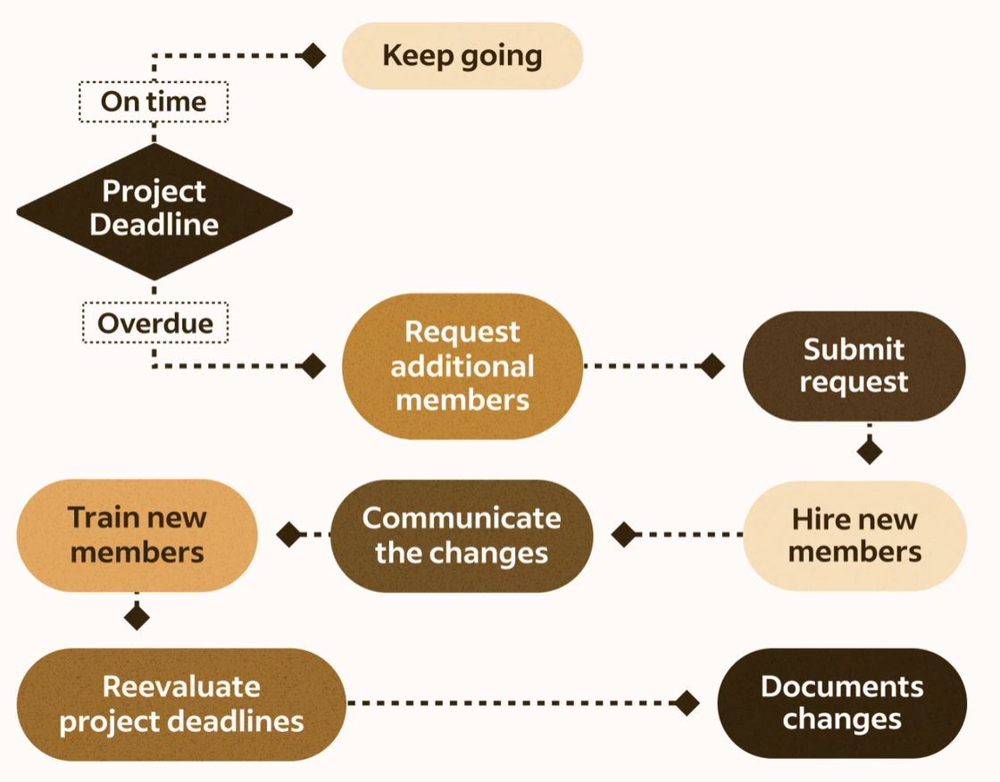 Keep going
On time
Project
Deadline
Overdue
Request
additional
members
Submit
request
Hire new
members
Communicate
the changes
Train new
members
Reevaluate
project deadlines
Documents
changes